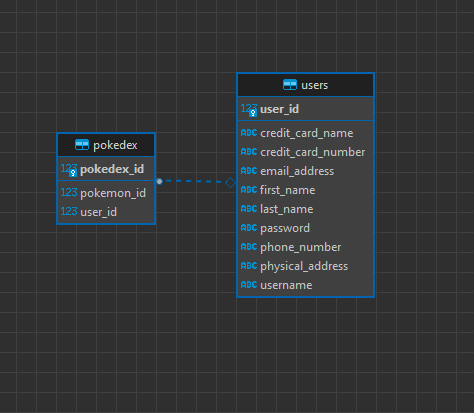 pokedex
123 pokedex_id
123 pokemon_id
123 user_id
users
123 user_id
ABC credit_card_name
ABC credit_card_number
ABC email_address
ABC first_name
ABC last_name
ABC password
ABC phone_number
ABC physical_address
ABC username